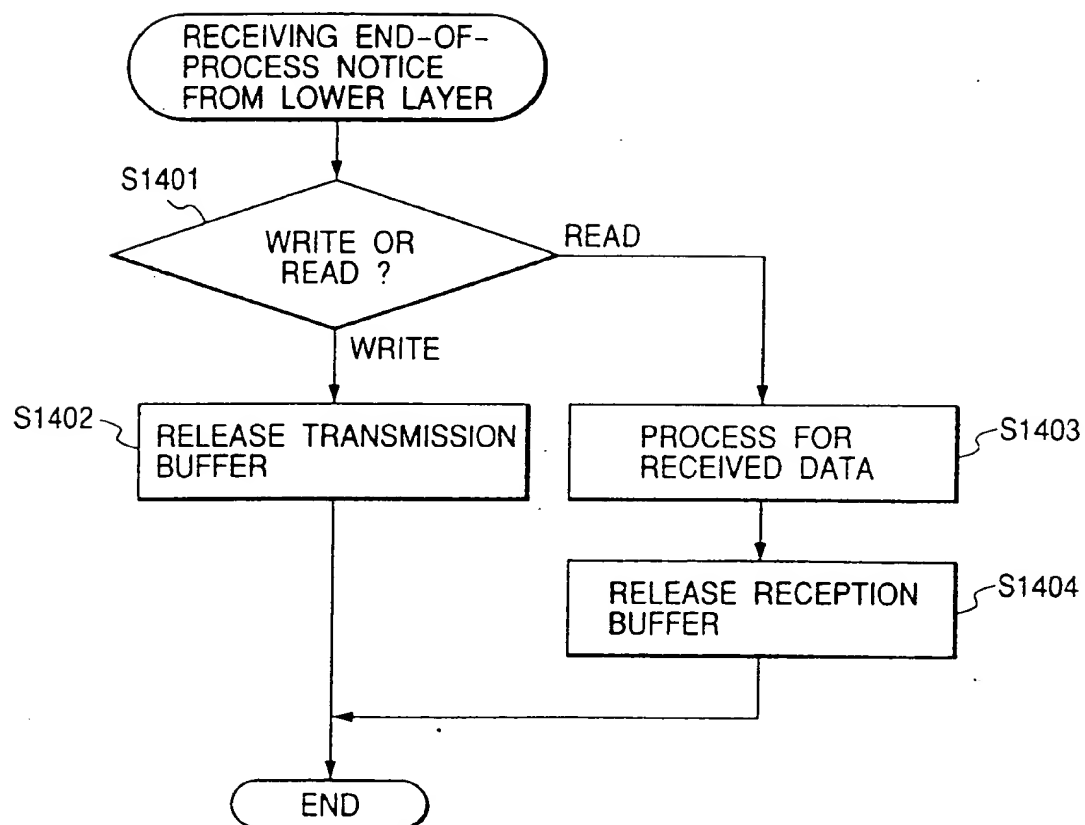 RECEIVING END-OF-
PROCESS NOTICE
FROM LOWER LAYER
S1401
WRITE OR
READ ?
READ
WRITE
S1402
RELEASE TRANSMISSION
BUFFER
PROCESS FOR
RECEIVED DATA
S1403
RELEASE RECEPTION
BUFFER
S1404
END